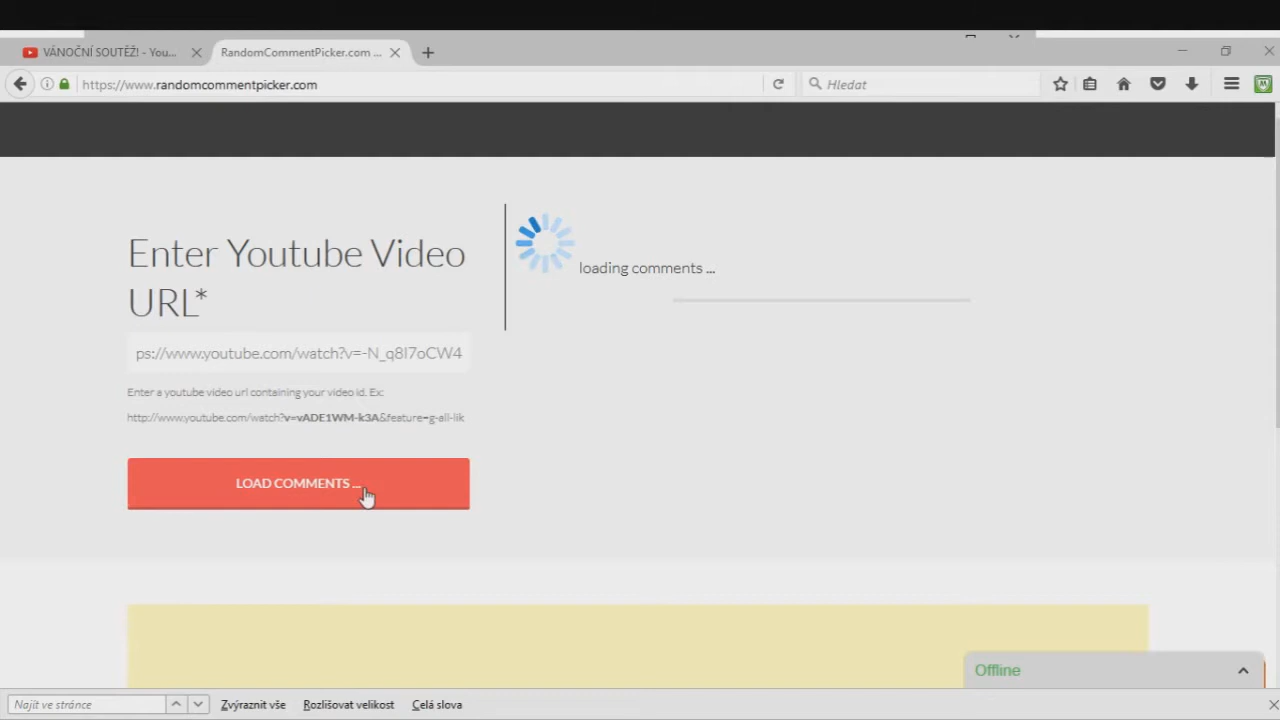 VÁNOČNÍ SOUTĚŽ! - You...
RandomCommentPicker.com ...
https://www.randomcommentpicker.com
Hledat
Enter Youtube Video
URL*
loading comments ...
ps://www.youtube.com/watch?v=-N_q8I7oCW4
Enter a youtube video url containing your video id. Ex:
http://www.youtube.com/watch?v=vADE1WM-k3A&feature=g-all-lik
LOAD COMMENTS ...
Offline
Najít ve stránce
Zvýraznit vše
Rozlišovat velikost
Celá slova